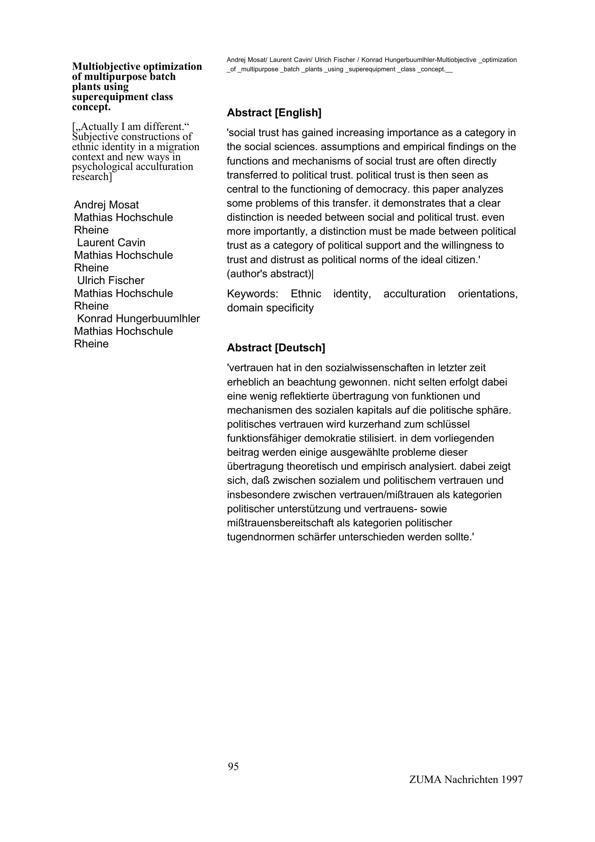 Multiobjective optimization
of multipurpose batch
plants using
superequipment class
concept.
[„Actually I am different.“
Subjective constructions of
ethnic identity in a migration
context and new ways in
psychological acculturation
research]
Andrej Mosat
Mathias Hochschule
Rheine
Laurent Cavin
Mathias Hochschule
Rheine
Ulrich Fischer
Mathias Hochschule
Rheine
Konrad Hungerbuumlhler
Mathias Hochschule
Rheine
Andrej Mosat/ Laurent Cavin/ Ulrich Fischer / Konrad Hungerbuumlhler-Multiobjective _optimization
_of _multipurpose _batch _plants _using _superequipment _class _concept.__
Abstract [English]
'social trust has gained increasing importance as a category in
the social sciences. assumptions and empirical findings on the
functions and mechanisms of social trust are often directly
transferred to political trust. political trust is then seen as
central to the functioning of democracy. this paper analyzes
some problems of this transfer. it demonstrates that a clear
distinction is needed between social and political trust. even
more importantly, a distinction must be made between political
trust as a category of political support and the willingness to
trust and distrust as political norms of the ideal citizen.'
(author's abstract)|
Keywords: Ethnic identity, acculturation orientations,
domain specificity
Abstract [Deutsch]
'vertrauen hat in den sozialwissenschaften in letzter zeit
erheblich an beachtung gewonnen. nicht selten erfolgt dabei
eine wenig reflektierte übertragung von funktionen und
mechanismen des sozialen kapitals auf die politische sphäre.
politisches vertrauen wird kurzerhand zum schlüssel
funktionsfähiger demokratie stilisiert. in dem vorliegenden
beitrag werden einige ausgewählte probleme dieser
übertragung theoretisch und empirisch analysiert. dabei zeigt
sich, daß zwischen sozialem und politischem vertrauen und
insbesondere zwischen vertrauen/mißtrauen als kategorien
politischer unterstützung und vertrauens- sowie
mißtrauensbereitschaft als kategorien politischer
tugendnormen schärfer unterschieden werden sollte.'
95
ZUMA Nachrichten 1997